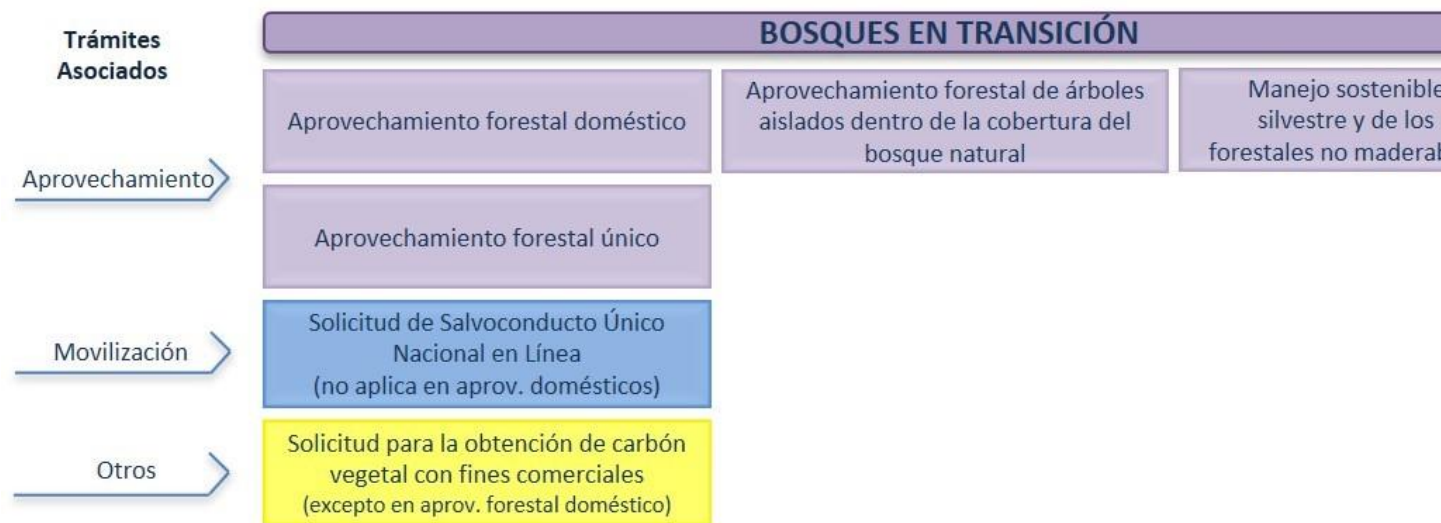 Trámites
Asociados
BOSQUES EN TRANSICIÓN
Aprovechamiento
Aprovechamiento forestal doméstico
Aprovechamiento forestal de árboles
aislados dentro de la cobertura del
bosque natural
Manejo sostenible
silvestre y de los
forestales no
Aprovechamiento forestal único
Movilización
Solicitud de Salvoconducto Único
Nacional en Línea
(no aplica en aprov. domésticos)
Otros
Solicitud para la obtención de carbón
vegetal con fines comerciales
(excepto en aprov. forestal doméstico)